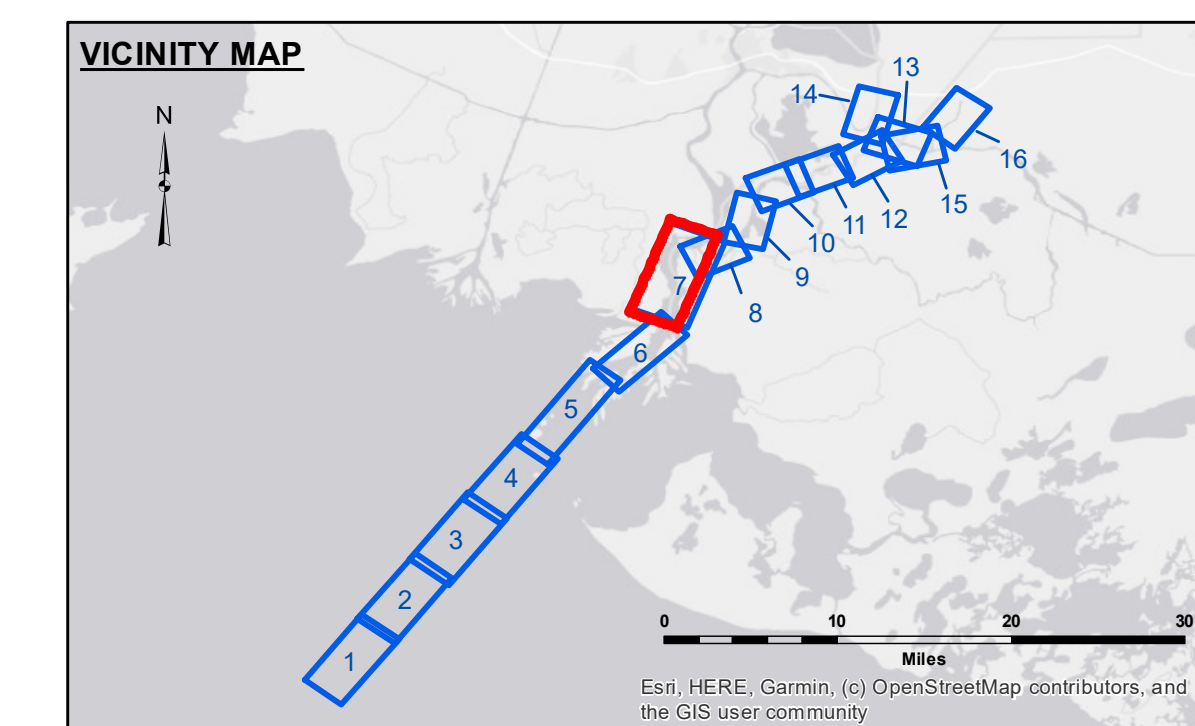 VICINITY MAP
N
13
14
16
15
12
11
10
9
8
7
6
5
4
3
2
1
0 10 20 30
Miles
Esri, HERE, Garmin, (c) OpenStreetMap contributors, and
the GIS user community